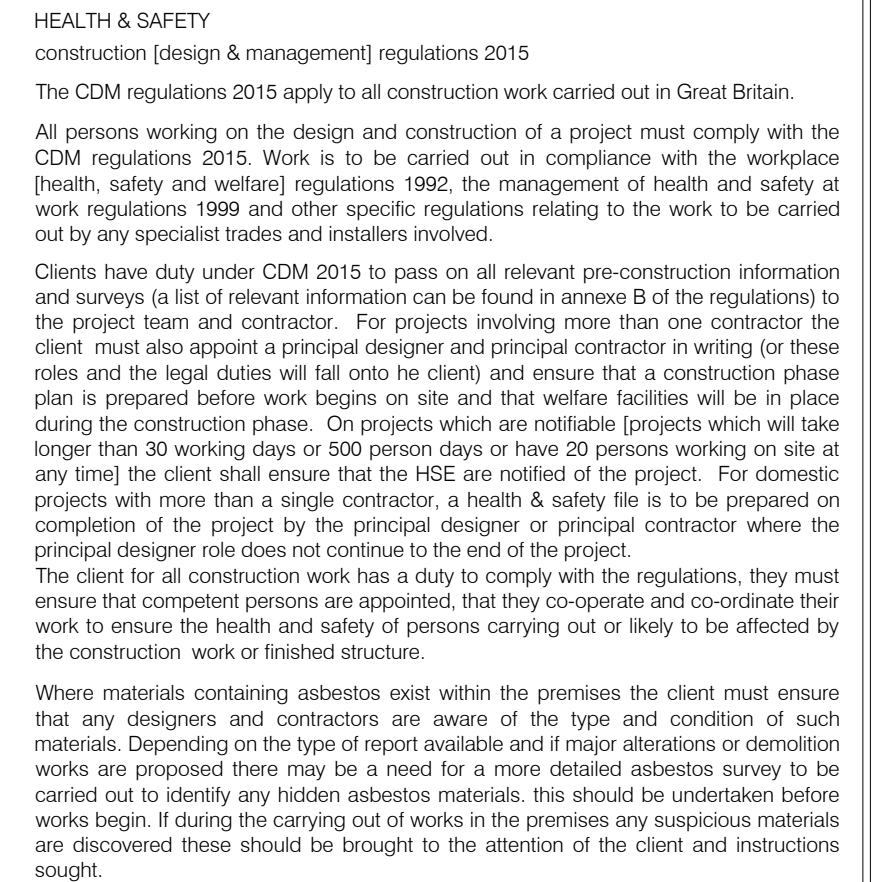 HEALTH & SAFETY
construction [design & management] regulations 2015
The CDM regulations 2015 apply to all construction work carried out in Great Britain.
All persons working on the design and construction of a project must comply with the
CDM regulations 2015. Work is to be carried out in compliance with the workplace
[health, safety and welfare] regulations 1992, the management of health and safety at
work regulations 1999 and other specific regulations relating to the work to be carried
out by any specialist trades and installers involved.
Clients have duty under CDM 2015 to pass on all relevant pre-construction information
and surveys (a list of relevant information can be found in annexe B of the regulations) to
the project team and contractor.  For projects involving more than one contractor the
client  must also appoint a principal designer and principal contractor in writing (or these
roles and the legal duties will fall onto he client) and ensure that a construction phase
plan is prepared before work begins on site and that welfare facilities will be in place
during the construction phase.  On projects which are notifiable [projects which will take
longer than 30 working days or 500 person days or have 20 persons working on site at
any time] the client shall ensure that the HSE are notified of the project.  For domestic
projects with more than a single contractor, a health & safety file is to be prepared on
completion of the project by the principal designer or principal contractor where the
principal designer role does not continue to the end of the project.
The client for all construction work has a duty to comply with the regulations, they must
ensure that competent persons are appointed, that they co-operate and co-ordinate their
work to ensure the health and safety of persons carrying out or likely to be affected by
the construction  work or finished structure.
Where materials containing asbestos exist within the premises the client must ensure
that any designers and contractors are aware of the type and condition of such
materials. Depending on the type of report available and if major alterations or demolition
works are proposed there may be a need for a more detailed asbestos survey to be
carried out to identify any hidden asbestos materials. this should be undertaken before
works begin. If during the carrying out of works in the premises any suspicious materials
are discovered these should be brought to the attention of the client and instructions
sought.